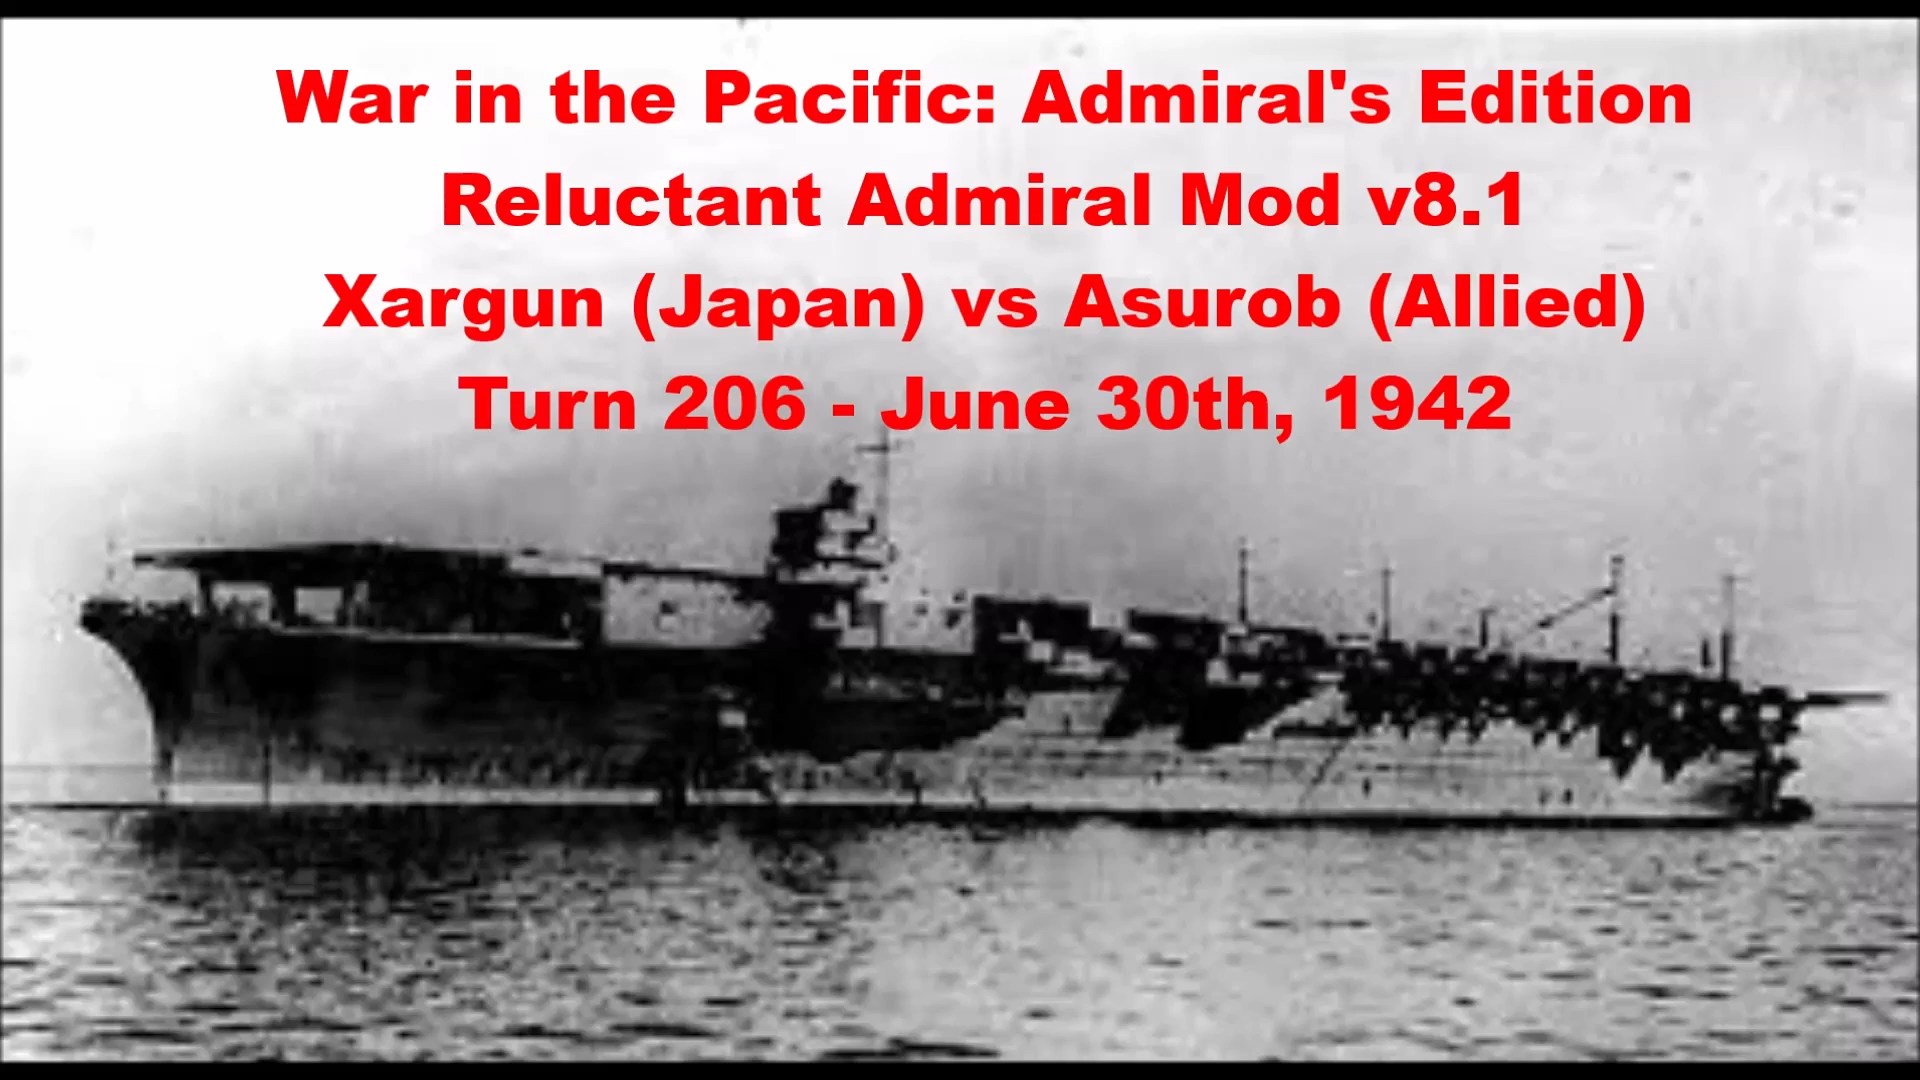 War in the Pacific: Admiral's Edition
Reluctant Admiral Mod v8.1
Xargun (Japan) vs Asurob (Allied)
Turn 206 - June 30th, 1942